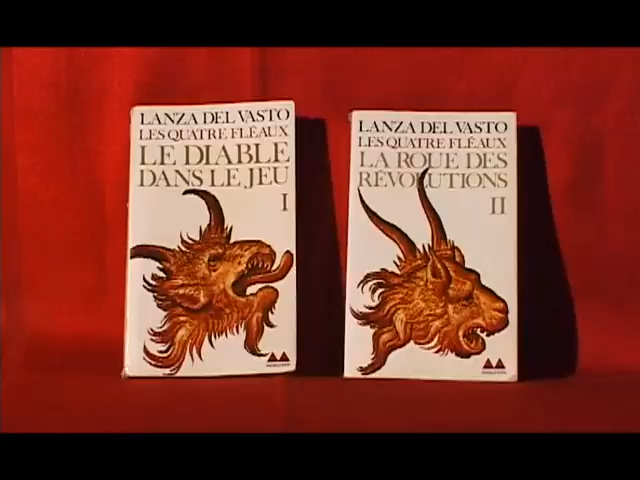 LANZA DEL VASTO
LES QUATRE FLÉAUX
LE DIABLE
DANS LE JEU
I
LANZA DEL VASTO
LES QUATRE FLÉAUX
LA ROUE DES
RÉVOLUTIONS
II